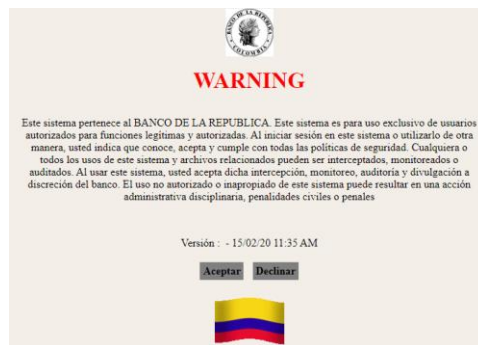 BANCO DE LA REPUBLICA
COLOMBIA
WARNING
Este sistema pertenece al BANCO DE LA REPUBLICA. Este sistema es para uso exclusivo de usuarios
autorizados para funciones legítimas y autorizadas. Al iniciar sesión en este sistema o utilizarlo de otra
manera, usted indica que conoce, acepta y cumple con todas las políticas de seguridad. Cualquiera o
todos los usos de este sistema y archivos relacionados pueden ser interceptados, monitoreados o
auditados. Al usar este sistema, usted acepta dicha intercepción, monitoreo, auditoría y divulgación a
discreción del banco. El uso no autorizado o inapropiado de este sistema puede resultar en una acción
administrativa disciplinaria, penalidades civiles o penales
Versión : - 15/02/20 11:35 AM
Aceptar Declinar